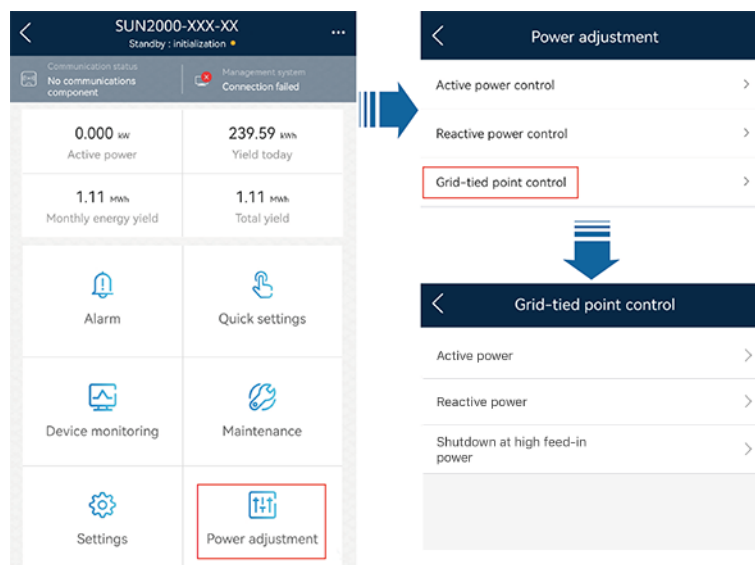 SUN2000-XXX-XX
Standby : initialization
Communication status
No communications
component
Management system
Connection failed
0.000 kW
Active power
239.59 kWh
Yield today
1.11 MWh
Monthly energy yield
1.11 MWh
Total yield
Alarm
Quick settings
Device monitoring
Maintenance
Settings
Power adjustment
Power adjustment
Active power control
Reactive power control
Grid-tied point control
Grid-tied point control
Active power
Reactive power
Shutdown at high feed-in
power